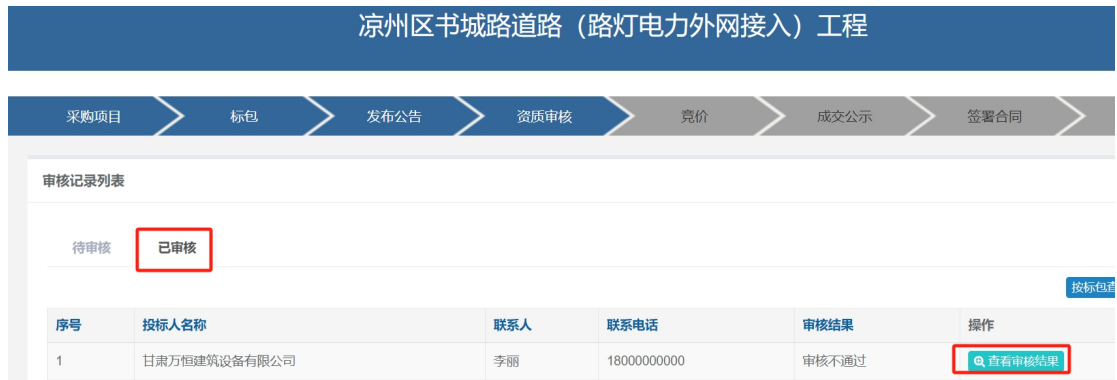 凉州区书城路道路（路灯电力外网接入）工程
采购项目 标包 发布公告 资质审核 竞价 成交公示 签署合同
审核记录列表
待审核 已审核
按标包查
序号 投标人名称 联系人 联系电话 审核结果 操作
1 甘肃万恒建筑设备有限公司 李丽 18000000000 审核不通过 查看审核结果